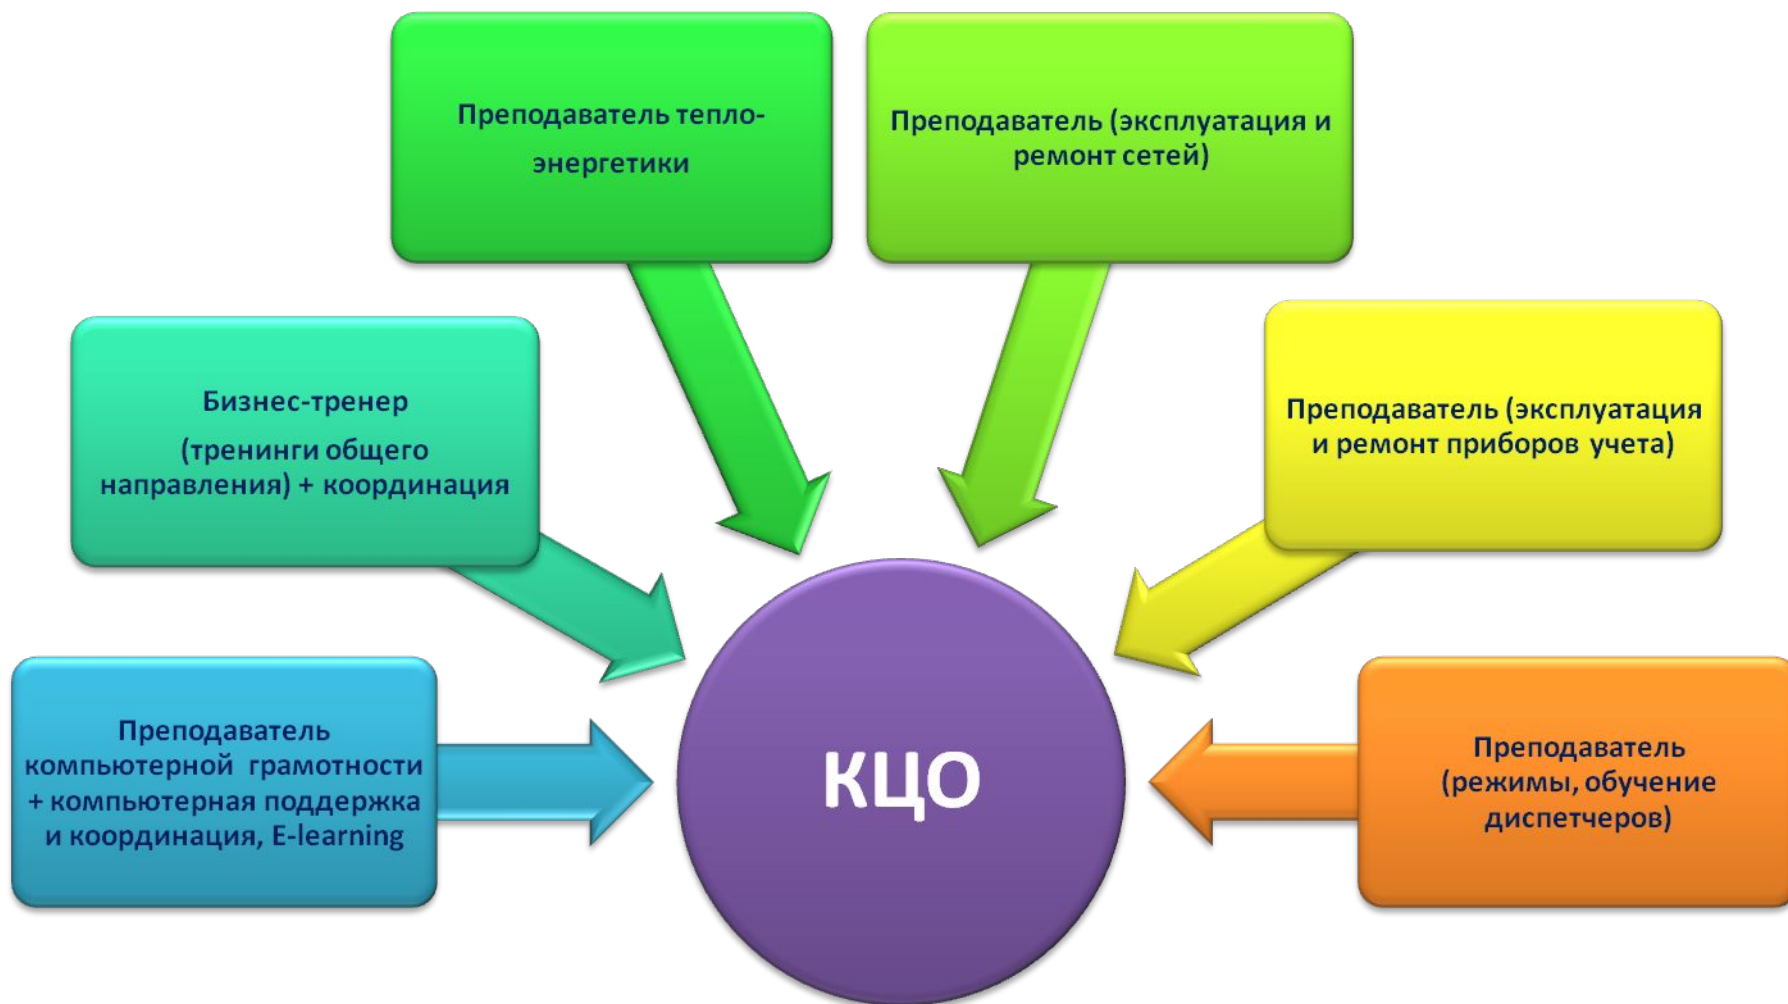 Преподаватель тепло-
энергетики
Преподаватель (эксплуатация и
ремонт сетей)
Бизнес-тренер
(тренинги общего
направления) + координация
Преподаватель (эксплуатация
и ремонт приборов учета)
Преподаватель
компьютерной грамотности
+ компьютерная поддержка
и координация, E-learning
КЦО
Преподаватель
(режимы, обучение
диспетчеров)